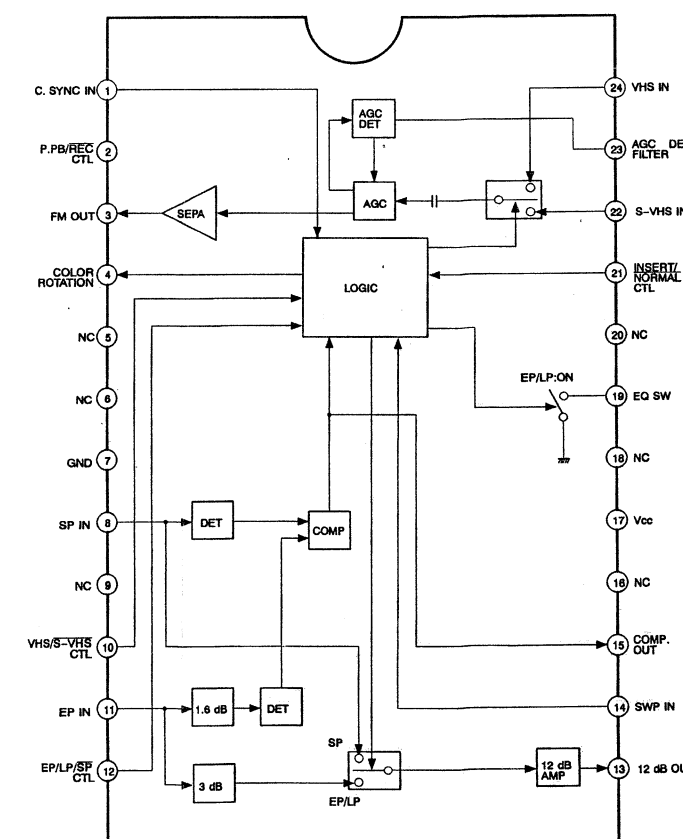 C. SYNC IN
1
P.PB/REC
CTL
2
FM OUT
3
COLOR
ROTATION
4
NC
5
NC
6
GND
7
SP IN
8
NC
9
VHS/S-VHS
CTL
10
EP IN
11
EP/LP/SP
CTL
12
AGC
DET
AGC
SEPA
LOGIC
EP/LP:ON
DET
COMP
1.6 dB
DET
3 dB
SP
EP/LP
12 dB
AMP
24
VHS IN
23
AGC DE
FILTER
22
S-VHS IN
21
INSERT/
NORMAL
CTL
20
NC
19
EQ SW
18
NC
17
Vcc
16
NC
15
COMP.
OUT
14
SWP IN
13
12 dB OU